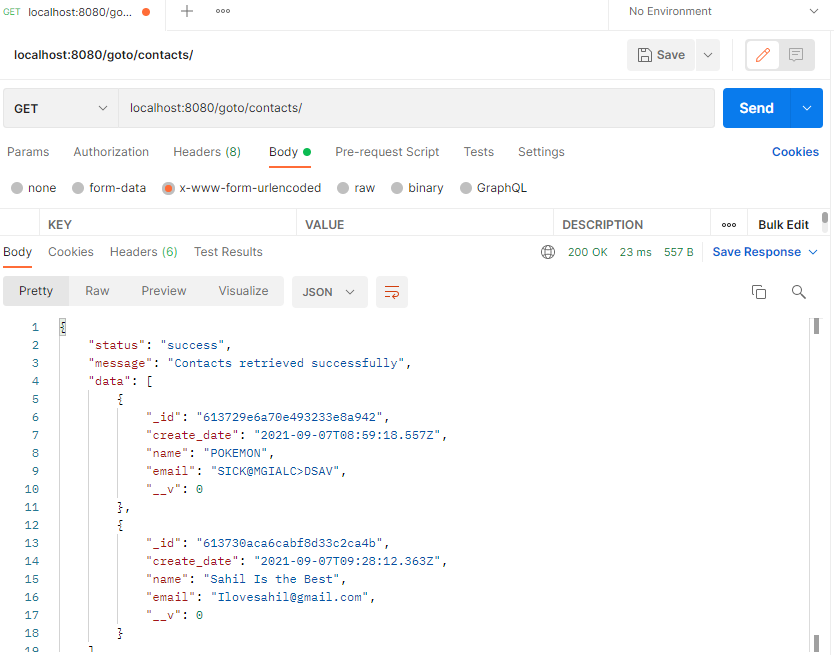 GET localhost:8080/go...
No Environment
localhost:8080/goto/contacts/
Save
GET localhost:8080/goto/contacts/ Send
Params Authorization Headers (8) Body Pre-request Script Tests Settings Cookies
none form-data x-www-form-urlencoded raw binary GraphQL
KEY VALUE DESCRIPTION Bulk Edit
Body Cookies Headers (6) Test Results 200 OK 23 ms 557 B Save Response
Pretty Raw Preview Visualize JSON
1 {
2 "status": "success",
3 "message": "Contacts retrieved successfully",
4 "data": [
5 {
6 "_id": "613729e6a70e493233e8a942",
7 "create_date": "2021-09-07T08:59:18.557Z",
8 "name": "POKEMON",
9 "email": "SICK@MGIALC>DSAV",
10 "__v": 0
11 },
12 {
13 "_id": "613730aca6cabf8d33c2ca4b",
14 "create_date": "2021-09-07T09:28:12.363Z",
15 "name": "Sahil Is the Best",
16 "email": "Ilovesahil@gmail.com",
17 "__v": 0
18 }
19 ]